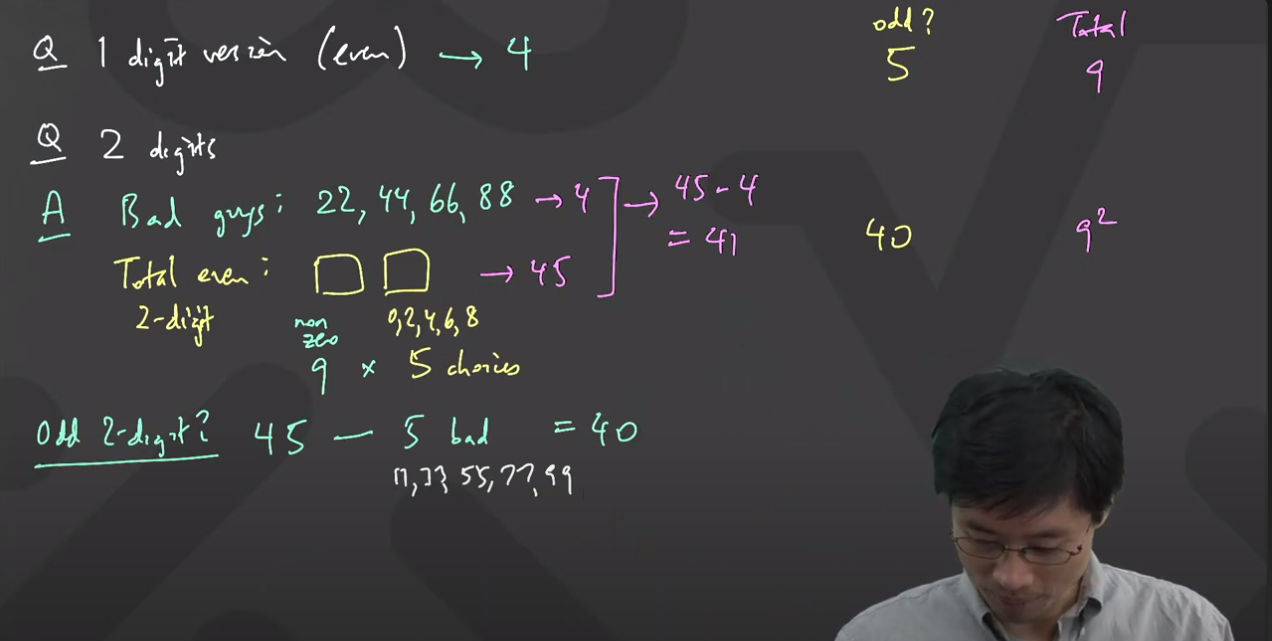 odd? Total
Q 1 digit version (even) → 4 5 9
Q 2 digits
A Bad guys: 22, 44, 66, 88 → 4 → 45-4
= 41 40 9²
Total even: → 45
2-digit non 0,2,4,6,8
zero
9 × 5 choices
Odd 2-digit? 45 — 5 bad = 40
11, 33 55, 77, 99